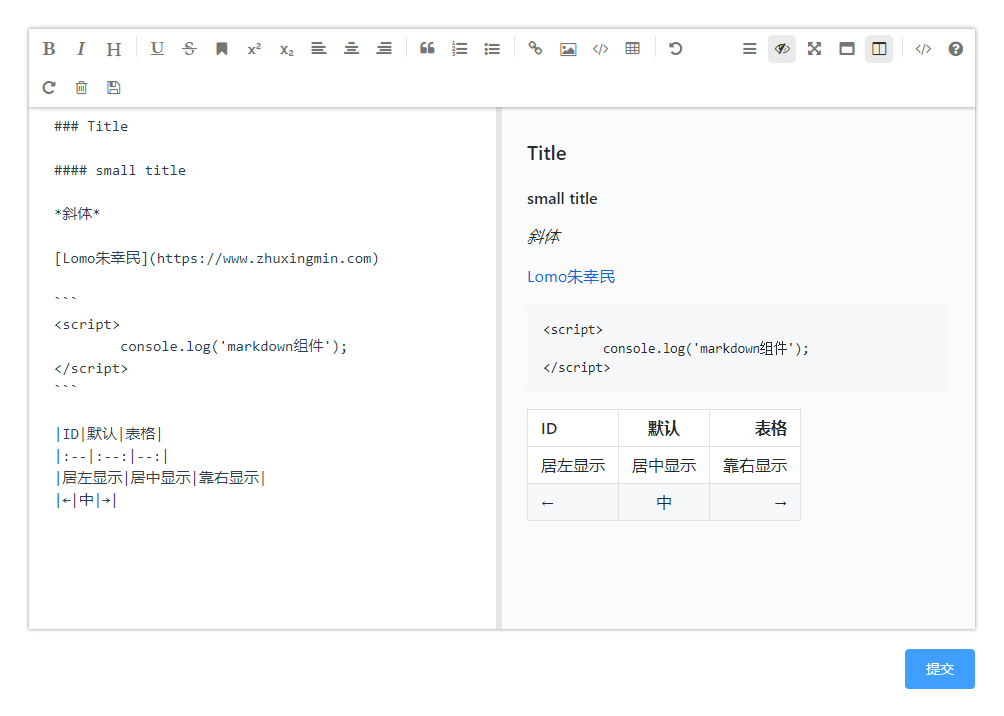 ### Title
#### small title
*斜体*
[Lomo朱幸民](https://www.zhuxingmin.com)
```
<script>
console.log('markdown组件');
</script>
```
|ID|默认|表格|
|:--|:--:|--:|
|居左显示|居中显示|靠右显示|
|←|中|→|
Title
small title
斜体
Lomo朱幸民
<script>
console.log('markdown组件');
</script>
ID 默认 表格
居左显示 居中显示 靠右显示
← 中 →
提交